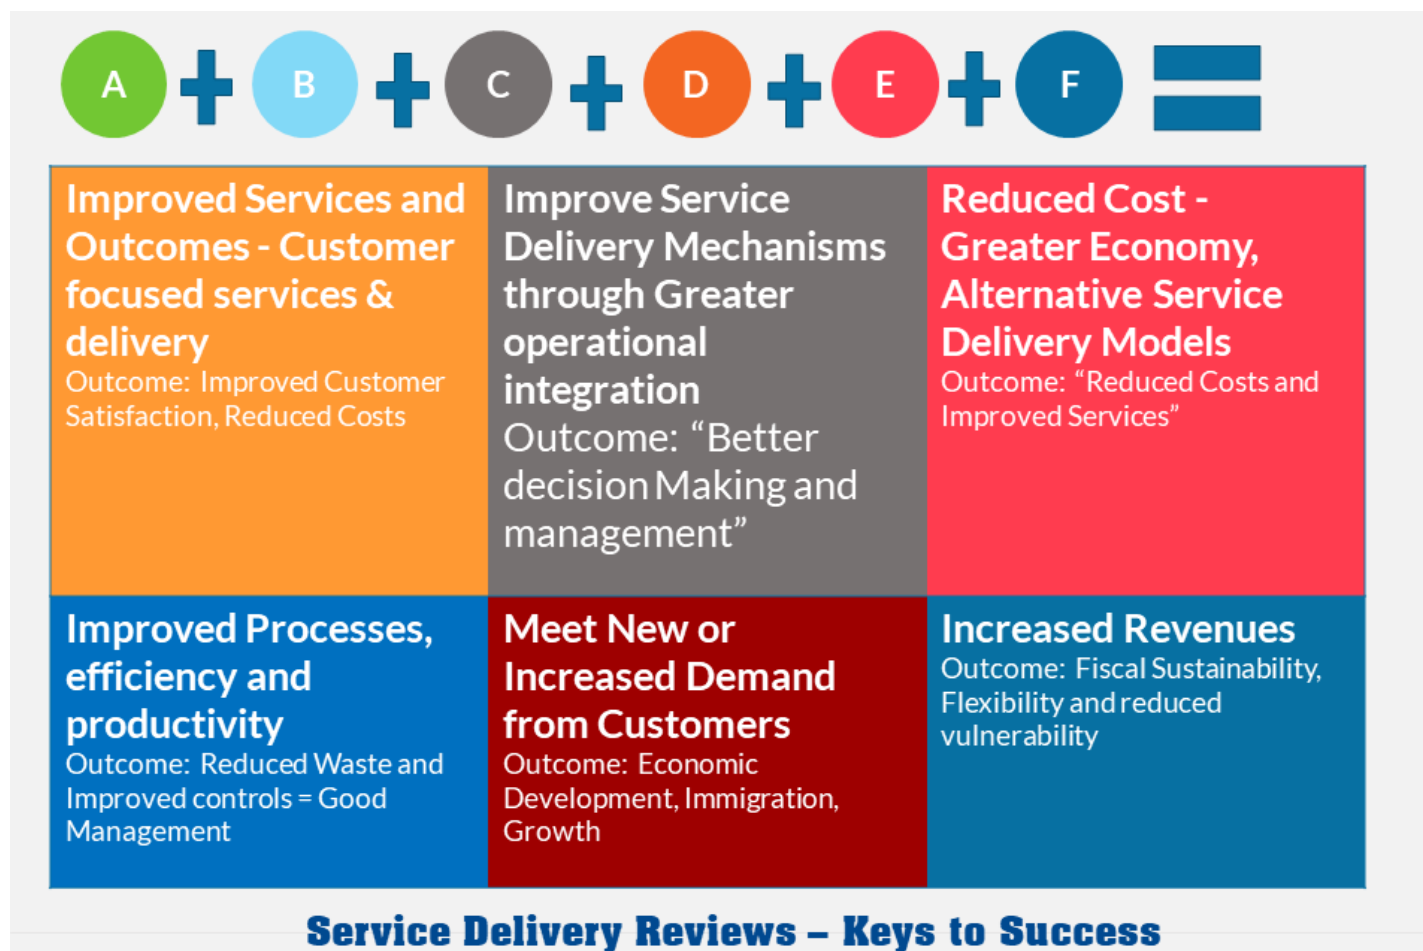 A + B + C + D + E + F =
Improved Services and
Outcomes - Customer
focused services &
delivery
Outcome: Improved Customer
Satisfaction, Reduced Costs
Improve Service
Delivery Mechanisms
through Greater
operational
integration
Outcome: “Better
decision Making and
management”
Reduced Cost -
Greater Economy,
Alternative Service
Delivery Models
Outcome: “Reduced Costs and
Improved Services”
Improved Processes,
efficiency and
productivity
Outcome: Reduced Waste and
Improved controls = Good
Management
Meet New or
Increased Demand
from Customers
Outcome: Economic
Development, Immigration,
Growth
Increased Revenues
Outcome: Fiscal Sustainability,
Flexibility and reduced
vulnerability
Service Delivery Reviews – Keys to Success